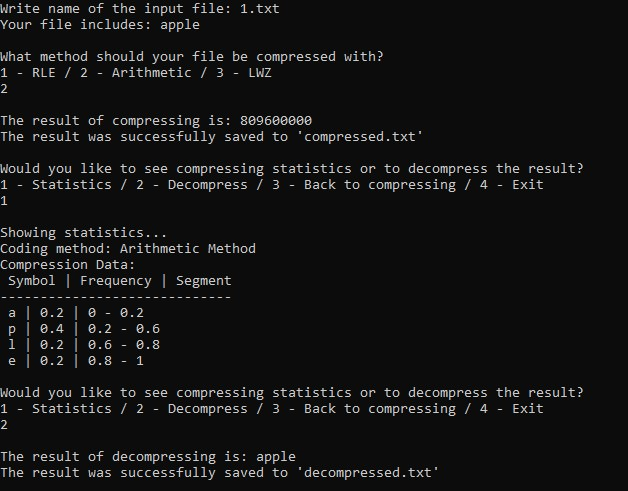 Write name of the input file: 1.txt
Your file includes: apple
What method should your file be compressed with?
1 - RLE / 2 - Arithmetic / 3 - LWZ
2
The result of compressing is: 809600000
The result was successfully saved to 'compressed.txt'
Would you like to see compressing statistics or to decompress the result?
1 - Statistics / 2 - Decompress / 3 - Back to compressing / 4 - Exit
1
Showing statistics...
Coding method: Arithmetic Method
Compression Data:
Symbol | Frequency | Segment
-----------------------------
a | 0.2 | 0 - 0.2
p | 0.4 | 0.2 - 0.6
l | 0.2 | 0.6 - 0.8
e | 0.2 | 0.8 - 1
Would you like to see compressing statistics or to decompress the result?
1 - Statistics / 2 - Decompress / 3 - Back to compressing / 4 - Exit
2
The result of decompressing is: apple
The result was successfully saved to 'decompressed.txt'